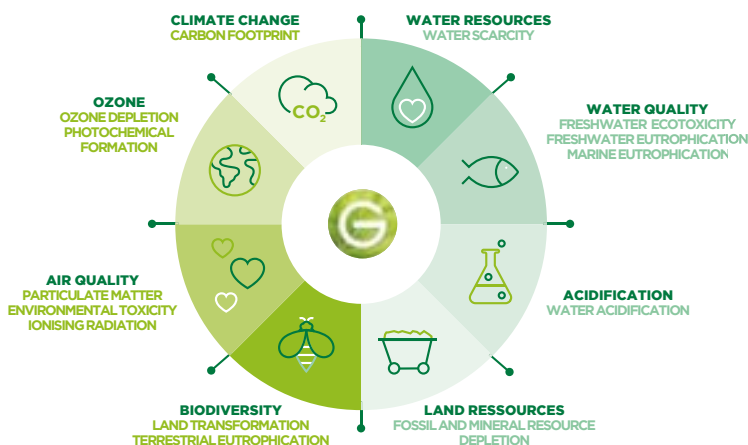 CLIMATE CHANGE
CARBON FOOTPRINT
WATER RESOURCES
WATER SCARCITY
OZONE
OZONE DEPLETION
PHOTOCHEMICAL
FORMATION
WATER QUALITY
FRESHWATER ECOTOXICITY
FRESHWATER EUTROPHICATION
MARINE EUTROPHICATION
CO₂
G
AIR QUALITY
PARTICULATE MATTER
ENVIRONMENTAL TOXICITY
IONISING RADIATION
ACIDIFICATION
WATER ACIDIFICATION
BIODIVERSITY
LAND TRANSFORMATION
TERRESTRIAL EUTROPHICATION
LAND RESSOURCES
FOSSIL AND MINERAL RESOURCE
DEPLETION